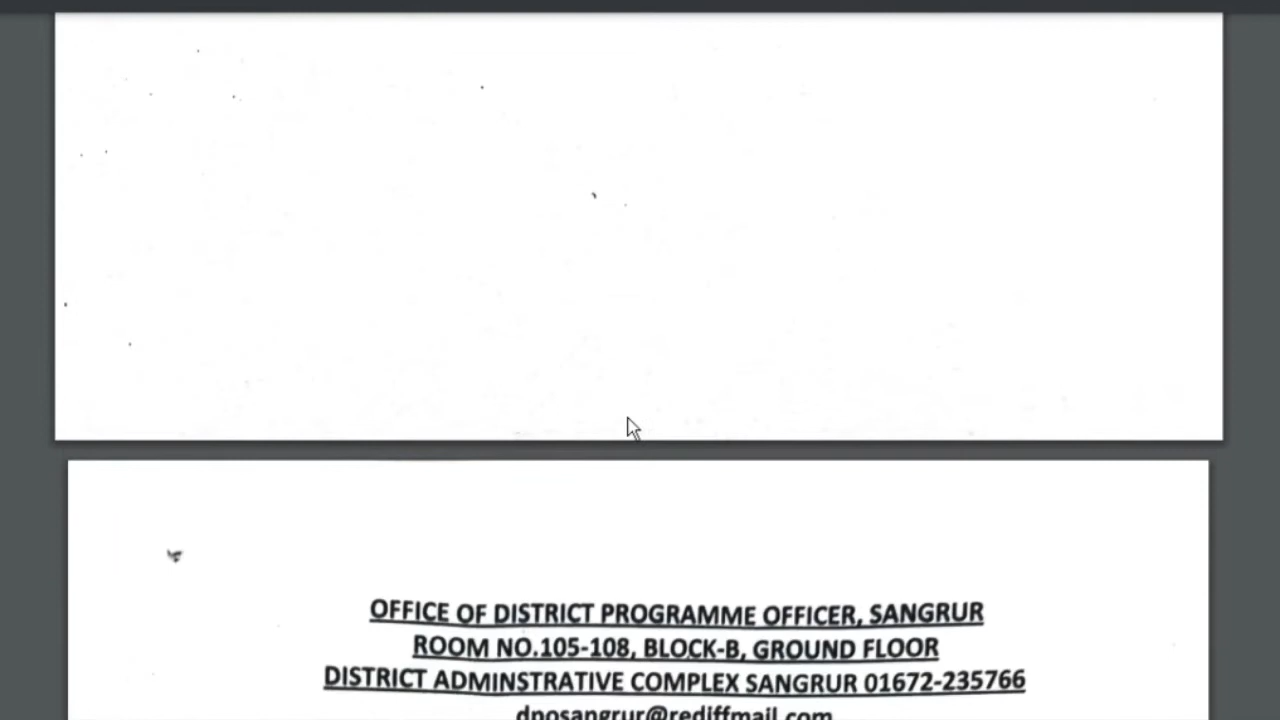 OFFICE OF DISTRICT PROGRAMME OFFICER, SANGRUR
ROOM NO.105-108, BLOCK-B, GROUND FLOOR
DISTRICT ADMINSTRATIVE COMPLEX SANGRUR 01672-235766
dposangrur@rediffmail.com